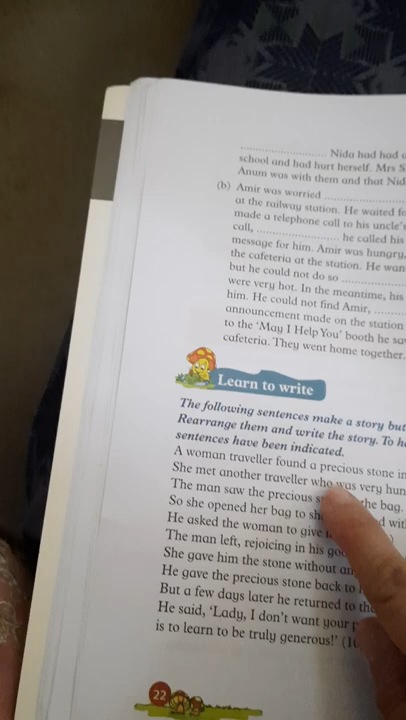 ........................ Nida had had
school and had hurt herself. Mrs S
Anum was with them and that Nid
(b) Amir was worried ........................
at the railway station. He waited fo
made a telephone call to his uncle's
call, ........................ he called his
message for him. Amir was hungry,
the cafeteria at the station. He wan
but he could not do so ........................
were very hot. In the meantime, his
him. He could not find Amir, ............
announcement made on the station
to the 'May I Help You' booth he sa
cafeteria. They went home together.
Learn to write
The following sentences make a story but
Rearrange them and write the story. To he
sentences have been indicated.
A woman traveller found a precious stone in
She met another traveller who was very hun
The man saw the precious s the bag.
So she opened her bag to sh d wit
He asked the woman to give
The man left, rejoicing in his goo
She gave him the stone without an
He gave the precious stone back to
But a few days later he returned to the
He said, 'Lady, I don't want your p
is to learn to be truly generous!' (10
22